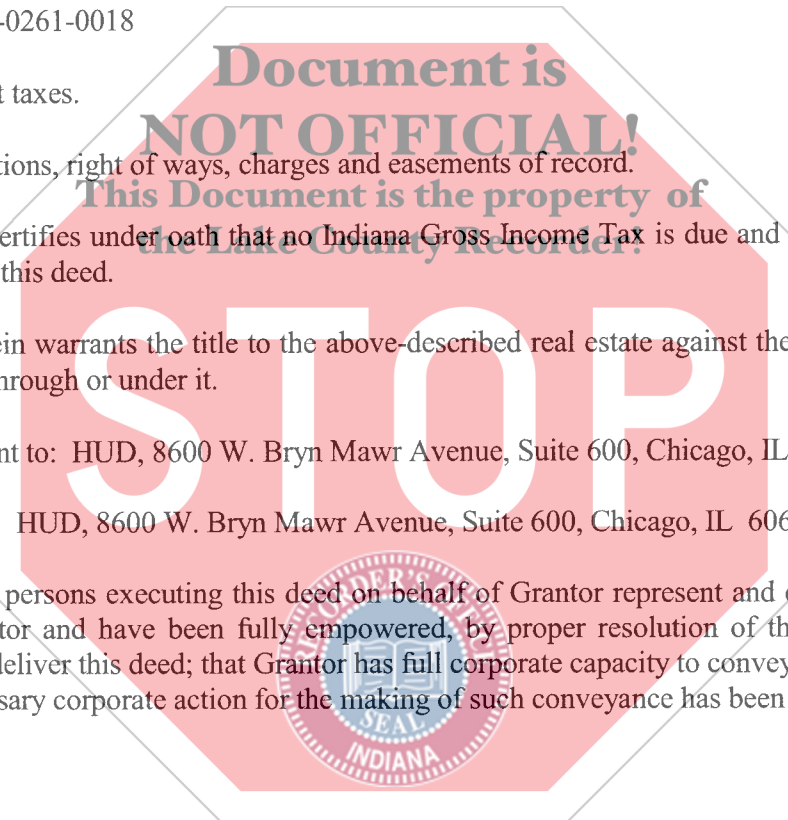 -0261-0018
Document is
t taxes.
NOT OFFICIAL!
tions, right of ways, charges and easements of record.
This Document is the property of
ertifies under oath that no Indiana Gross Income Tax is due and
the Lake County Recorder!
this deed.
ein warrants the title to the above-described real estate against the
hrough or under it.
STOP
nt to: HUD, 8600 W. Bryn Mawr Avenue, Suite 600, Chicago, IL
HUD, 8600 W. Bryn Mawr Avenue, Suite 600, Chicago, IL 606
persons executing this deed on behalf of Grantor represent and
tor and have been fully empowered, by proper resolution of th
deliver this deed; that Grantor has full corporate capacity to convey
sary corporate action for the making of such conveyance has been
SEAL
INDIANA